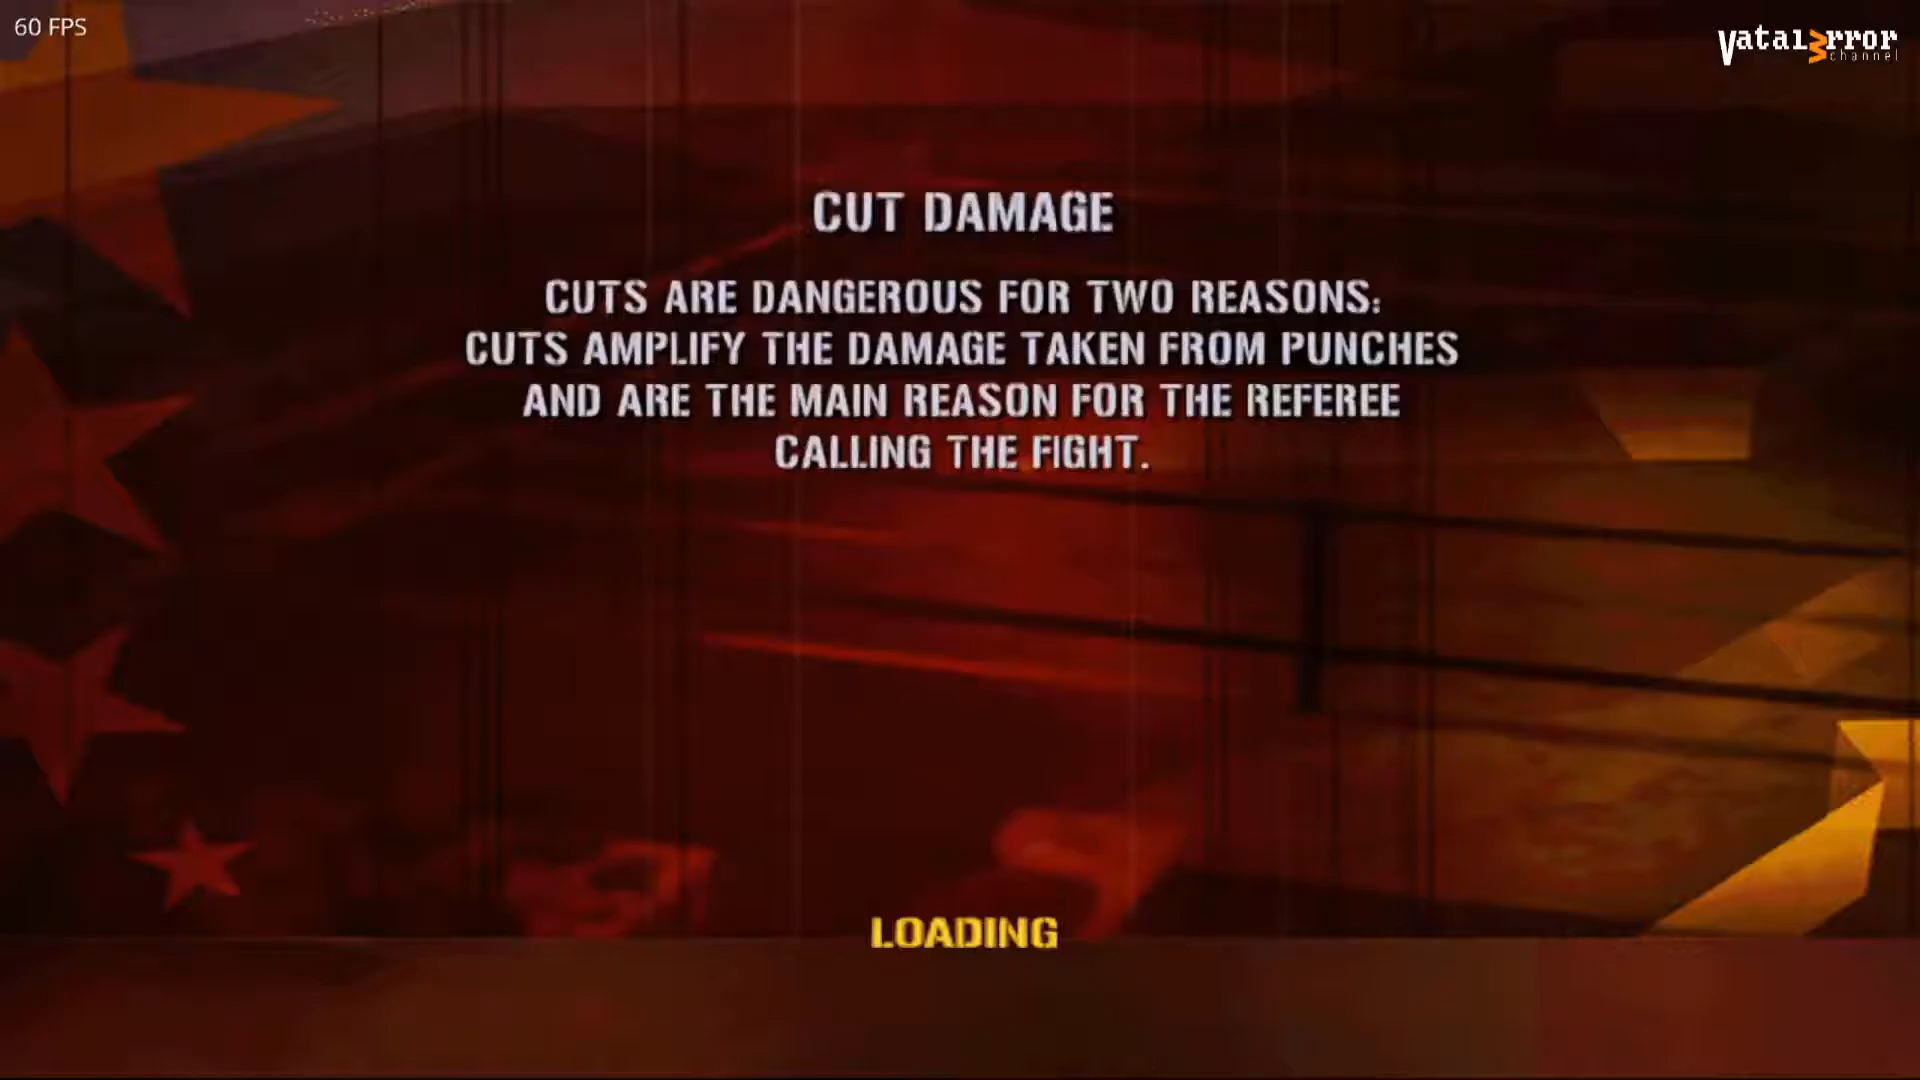 60 FPS
Vatalerror
channel
CUT DAMAGE
CUTS ARE DANGEROUS FOR TWO REASONS:
CUTS AMPLIFY THE DAMAGE TAKEN FROM PUNCHES
AND ARE THE MAIN REASON FOR THE REFEREE
CALLING THE FIGHT.
LOADING